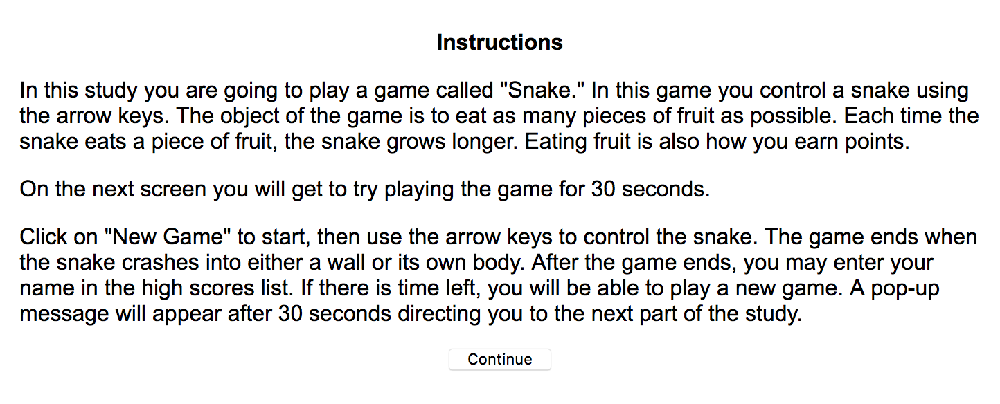 Instructions
In this study you are going to play a game called "Snake." In this game you control a snake using
the arrow keys. The object of the game is to eat as many pieces of fruit as possible. Each time the
snake eats a piece of fruit, the snake grows longer. Eating fruit is also how you earn points.
On the next screen you will get to try playing the game for 30 seconds.
Click on "New Game" to start, then use the arrow keys to control the snake. The game ends when
the snake crashes into either a wall or its own body. After the game ends, you may enter your
name in the high scores list. If there is time left, you will be able to play a new game. A pop-up
message will appear after 30 seconds directing you to the next part of the study.
Continue